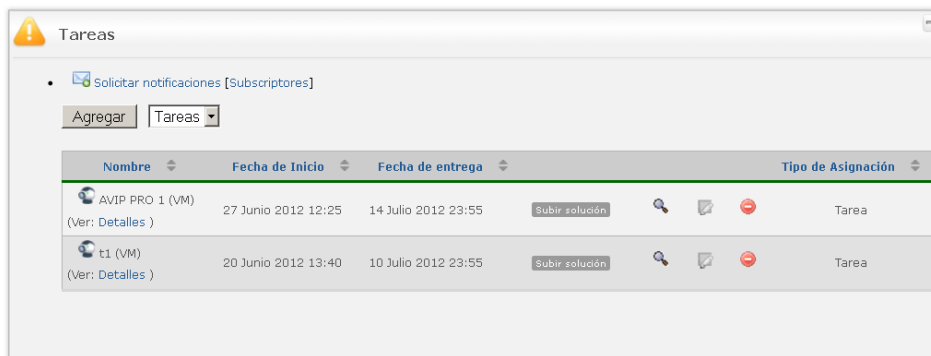 Tareas
Solicitar notificaciones [Subscriptores]
Agregar Tareas
Nombre Fecha de Inicio Fecha de entrega Tipo de Asignación
AVIP PRO 1 (VM)
(Ver: Detalles )
27 Junio 2012 12:25 14 Julio 2012 23:55 Subir solución Tarea
t1 (VM)
(Ver: Detalles )
20 Junio 2012 13:40 10 Julio 2012 23:55 Subir solución Tarea